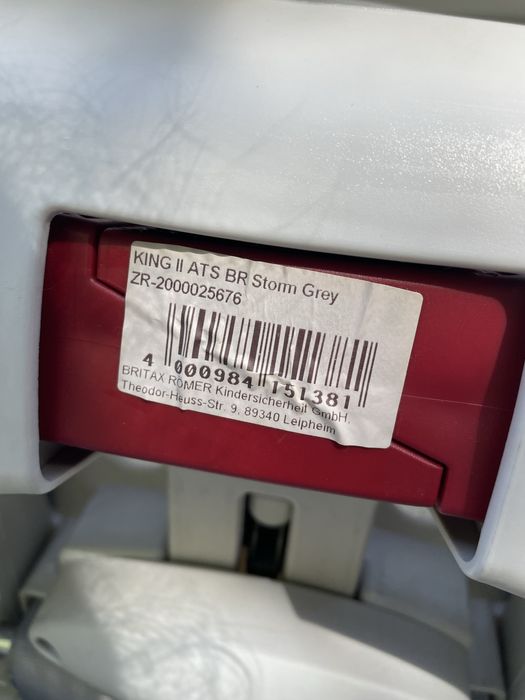 KING II ATS BR Storm Grey
ZR-2000025676
4 000984 151381
BRITAX RÖMER Kindersicherheit GmbH,
Theodor-Heuss-Str. 9, 89340 Leipheim